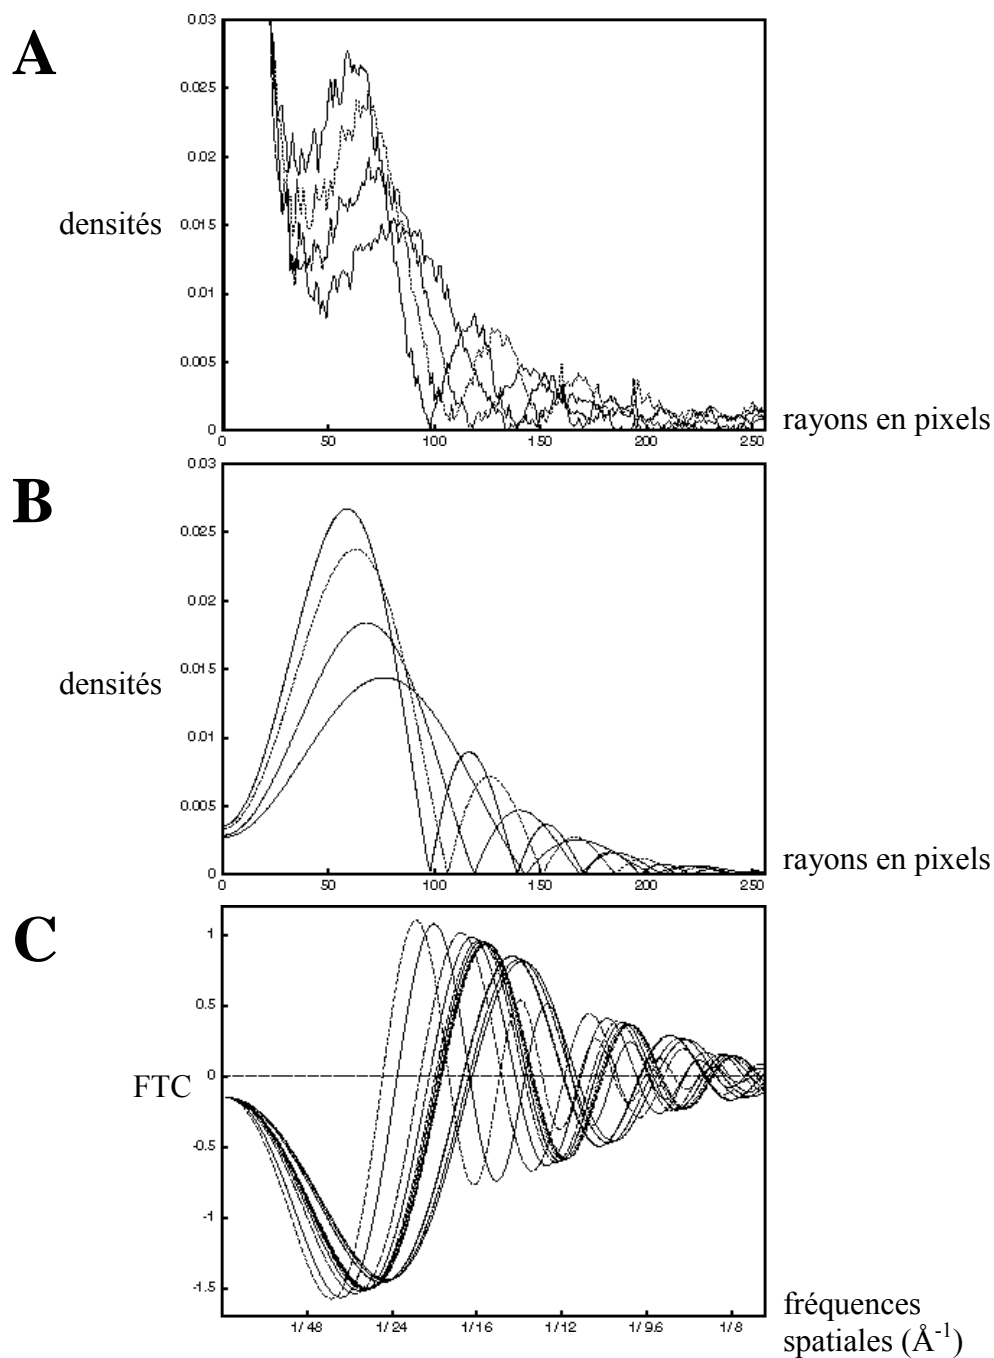 A
0.03
0.025
0.02
densités
0.015
0.01
0.005
0
rayons en pixels
0 50 100 150 200 250
B
0.03
0.025
0.02
densités
0.015
0.01
0.005
0
rayons en pixels
0 50 100 150 200 250
C
1
0.5
FTC
0
-0.5
-1
-1.5
1/48 1/24 1/16 1/12 1/9.6 1/8
fréquences
spatiales (Å⁻¹)